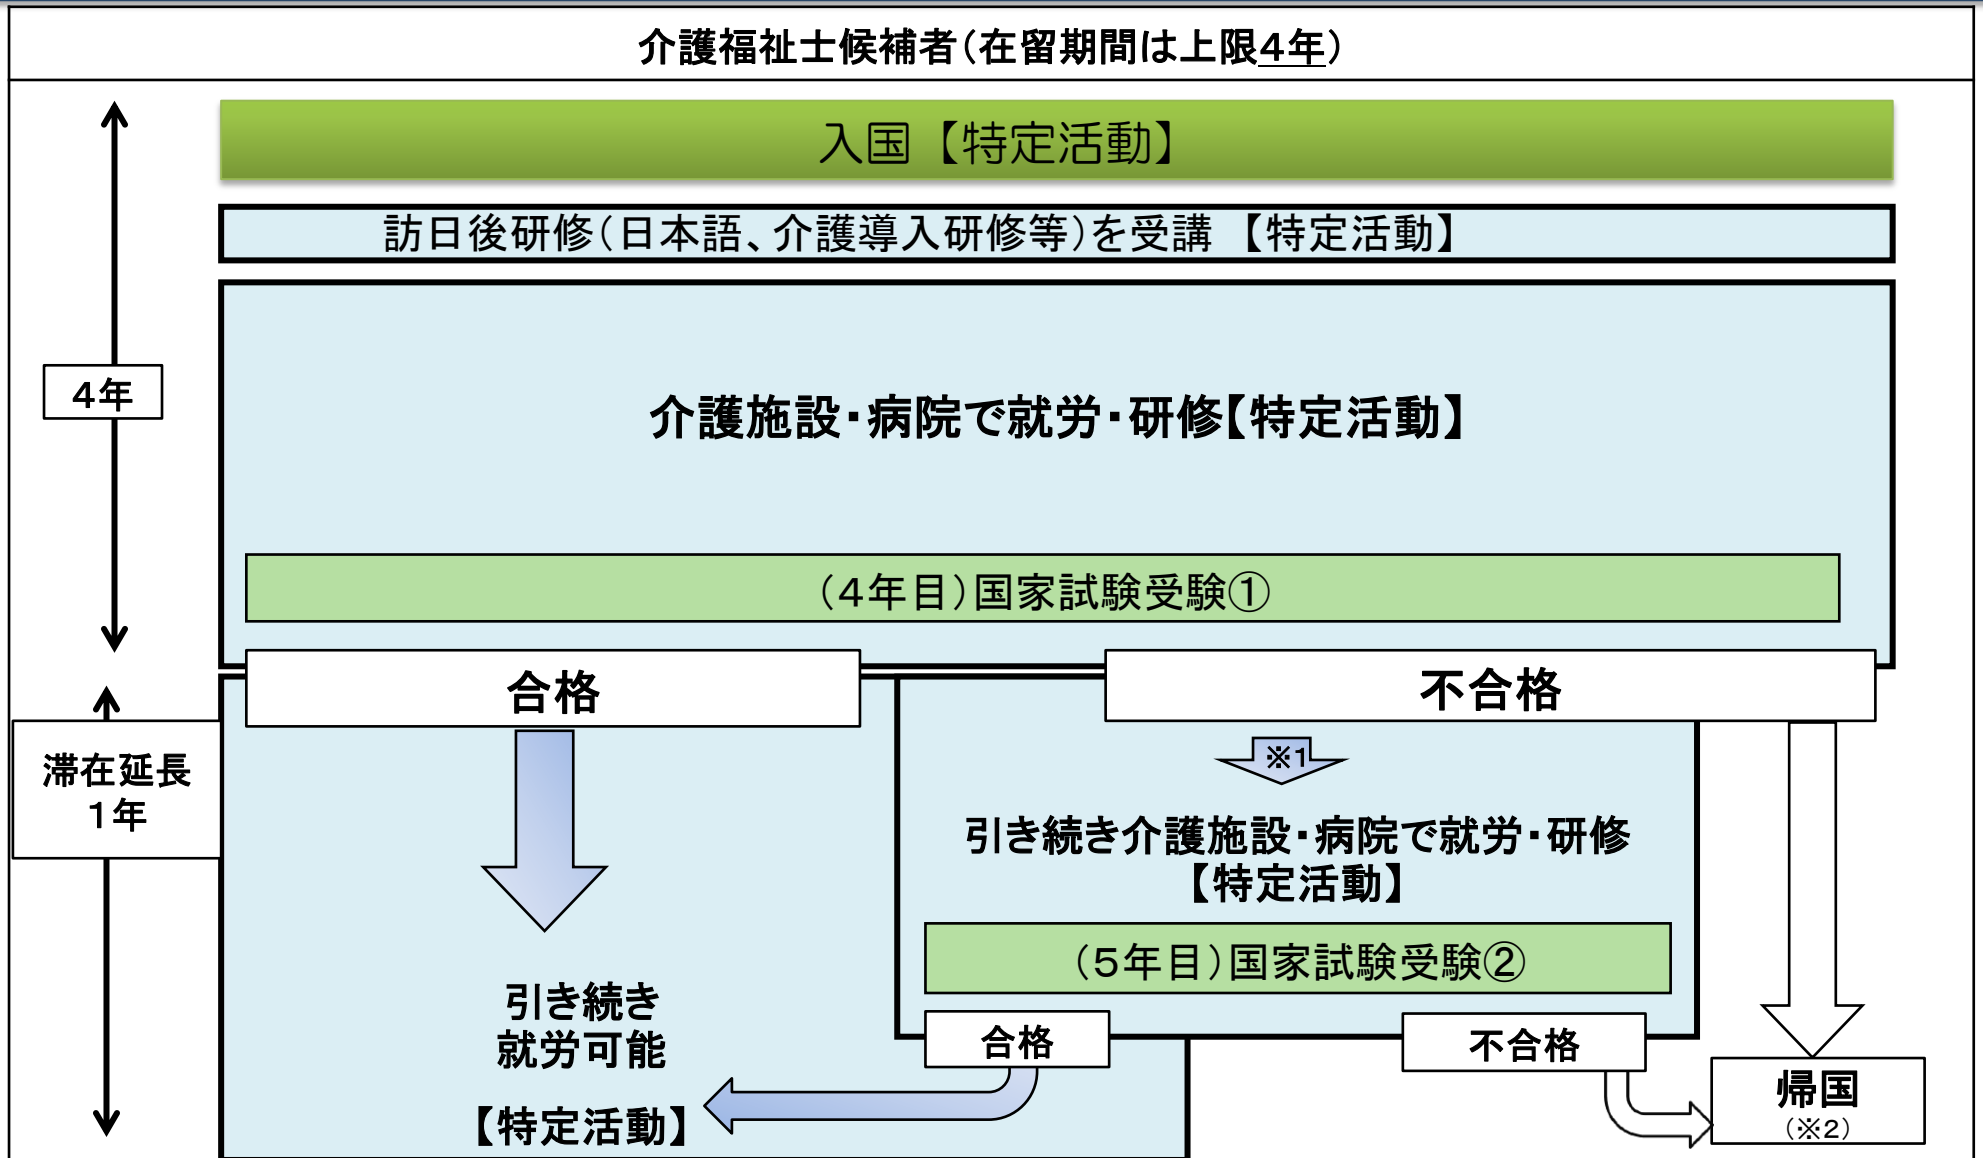 介護福祉士候補者(在留期間は上限4年)
入国【特定活動】
訪日後研修(日本語、介護導入研修等)を受講 【特定活動】
4年
介護施設・病院で就労・研修【特定活動】
(4年目)国家試験受験①
合格
不合格
滞在延長
1年
※1
引き続き介護施設・病院で就労・研修
【特定活動】
(5年目)国家試験受験②
引き続き
就労可能
【特定活動】
合格
不合格
帰国
(※2)